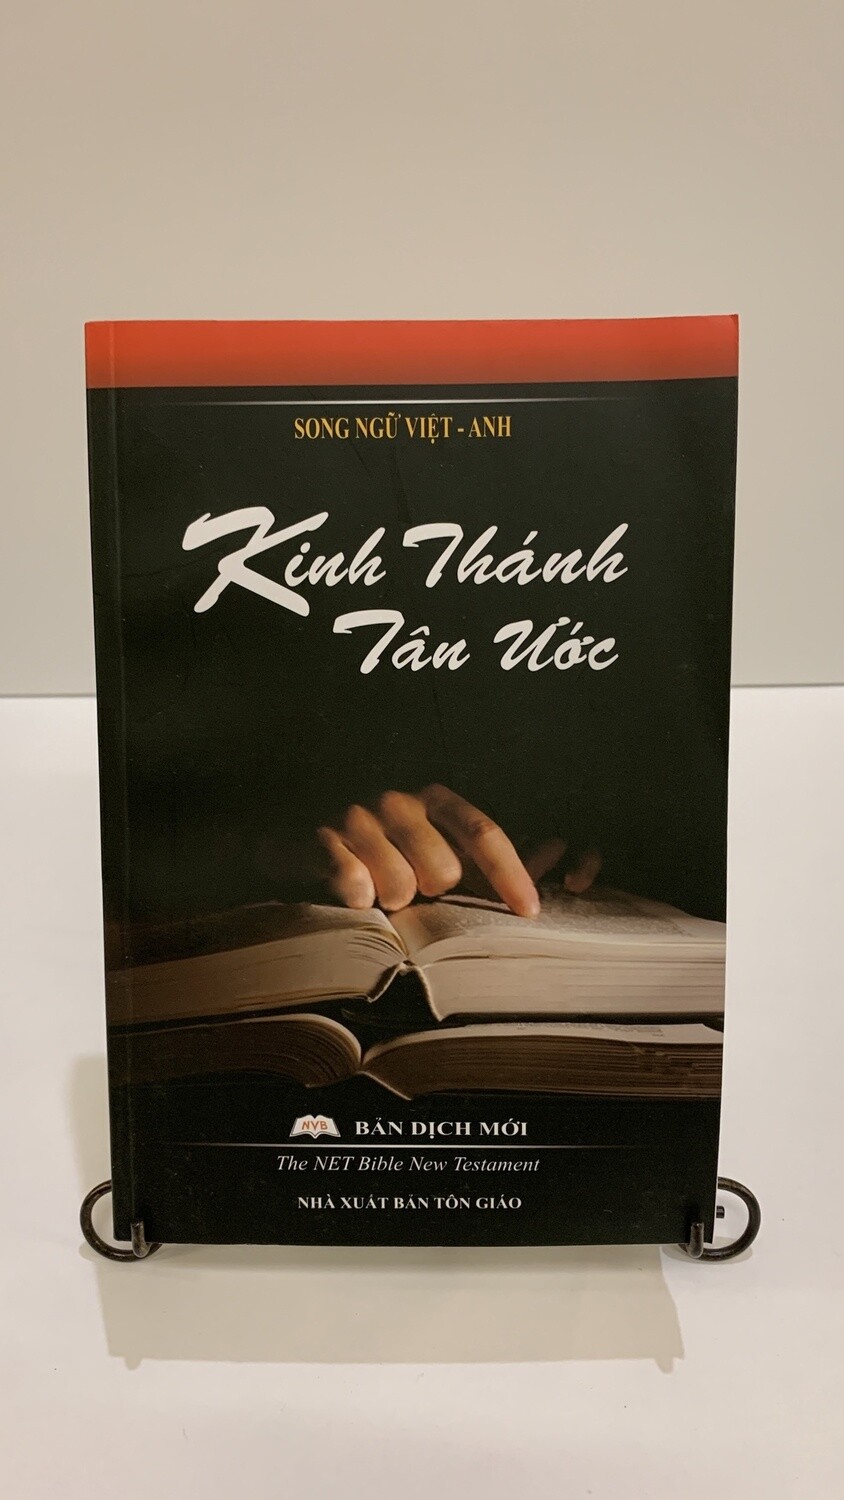 SONG NGỮ VIỆT - ANH
Kinh Thánh
Tân Ước
NVB BẢN DỊCH MỚI
The NET Bible New Testament
NHÀ XUẤT BẢN TÔN GIÁO